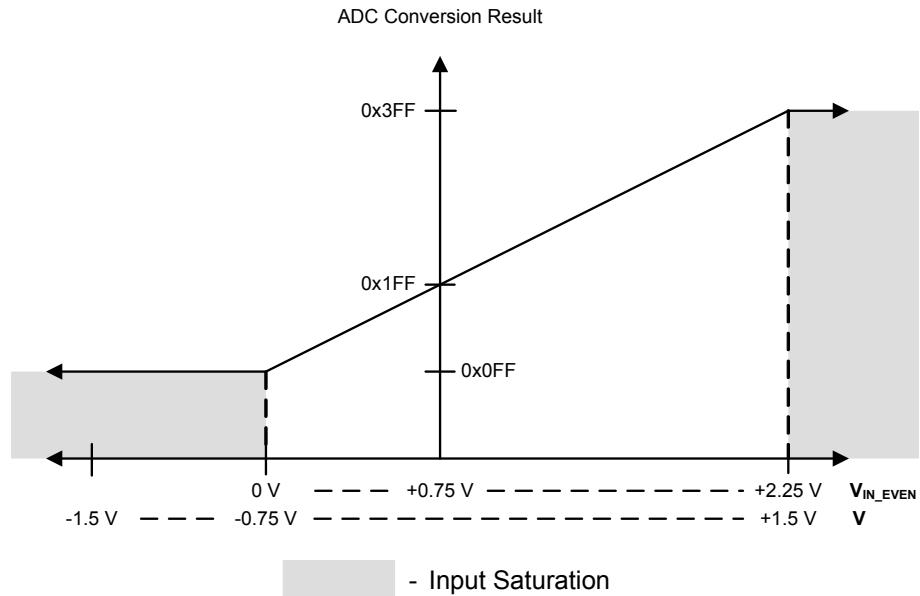 ADC Conversion Result
0x3FF
0x1FF
0x0FF
0 V +0.75 V +2.25 V VIN_EVEN
-1.5 V -0.75 V +1.5 V V
- Input Saturation